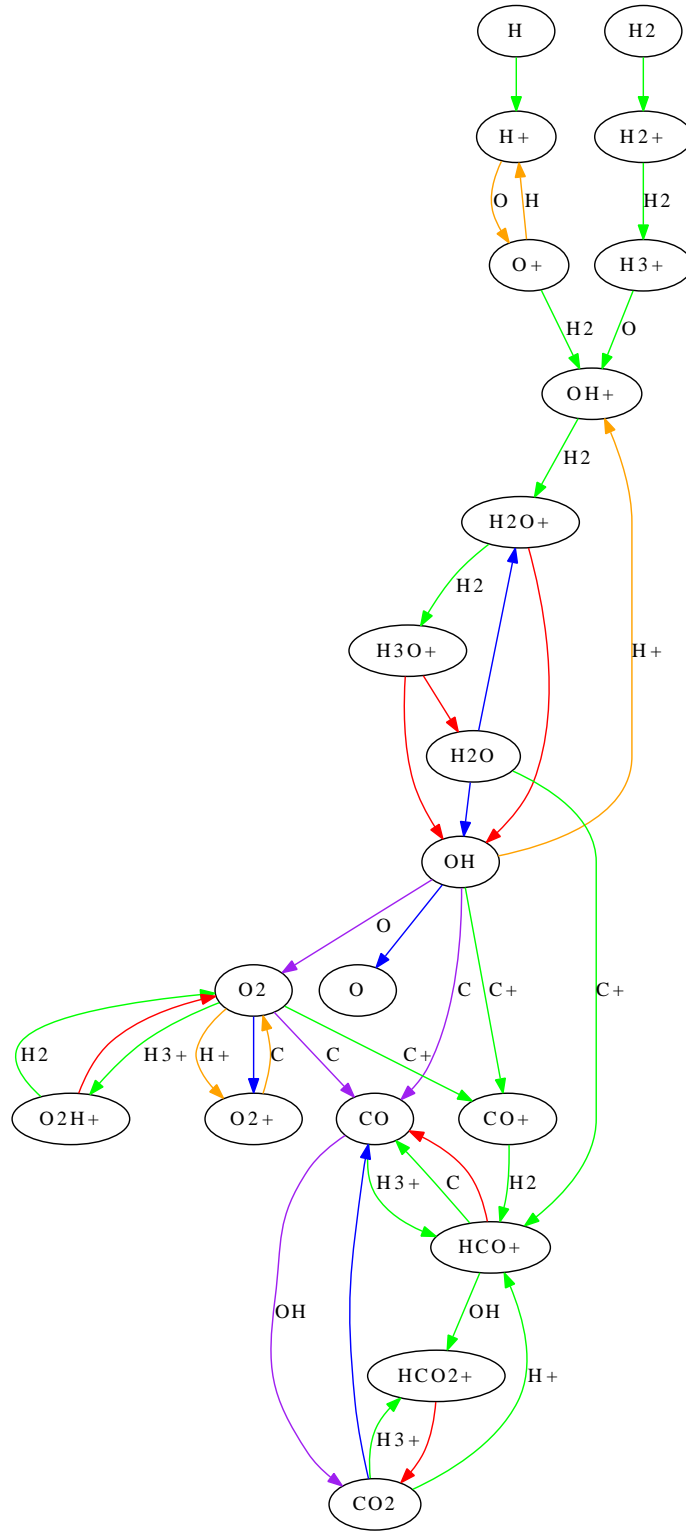 H
H2
H+
H2+
O
H
H2
O+
H3+
H2
O
OH+
H2
H2O+
H2
H3O+
H+
H2O
OH
O
O2
O
C
C+
C+
H2
H3+
H+
C
C
C+
O2H+
O2+
CO
CO+
H3+
C
H2
HCO+
OH
OH
HCO2+
H+
H3+
CO2